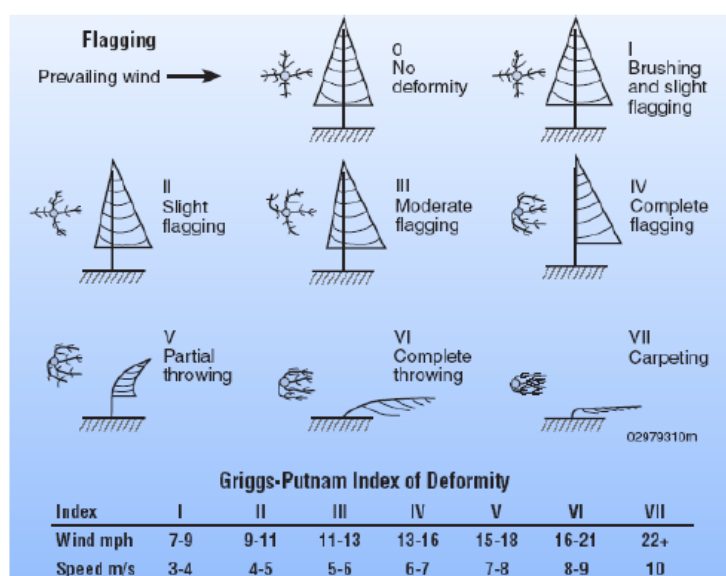 Flagging
Prevailing wind
0
No
deformity
I
Brushing
and slight
flagging
II
Slight
flagging
III
Moderate
flagging
IV
Complete
flagging
V
Partial
throwing
VI
Complete
throwing
VII
Carpeting
02979310m
Griggs-Putnam Index of Deformity
Index I II III IV V VI VII
Wind mph 7-9 9-11 11-13 13-16 15-18 16-21 22+
Speed m/s 3-4 4-5 5-6 6-7 7-8 8-9 10